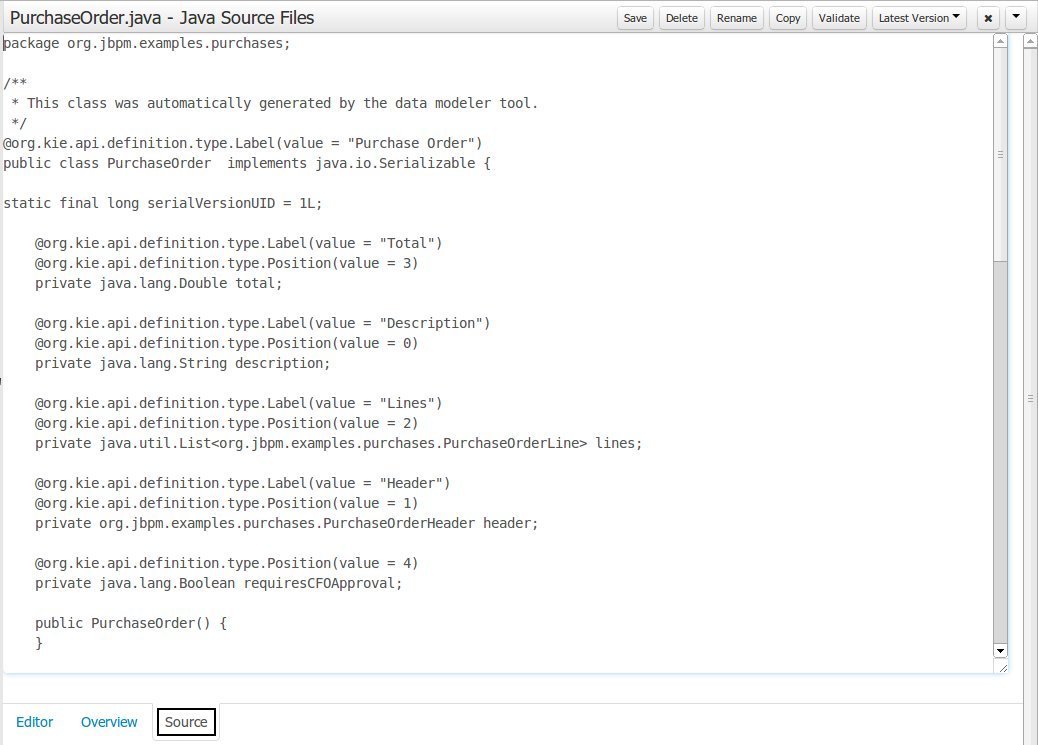 PurchaseOrder.java - Java Source Files
Save Delete Rename Copy Validate Latest Version
package org.jbpm.examples.purchases;
/**
 * This class was automatically generated by the data modeler tool.
 */
@org.kie.api.definition.type.Label(value = "Purchase Order")
public class PurchaseOrder  implements java.io.Serializable {
static final long serialVersionUID = 1L;
    @org.kie.api.definition.type.Label(value = "Total")
    @org.kie.api.definition.type.Position(value = 3)
    private java.lang.Double total;
    @org.kie.api.definition.type.Label(value = "Description")
    @org.kie.api.definition.type.Position(value = 0)
    private java.lang.String description;
    @org.kie.api.definition.type.Label(value = "Lines")
    @org.kie.api.definition.type.Position(value = 2)
    private java.util.List<org.jbpm.examples.purchases.PurchaseOrderLine> lines;
    @org.kie.api.definition.type.Label(value = "Header")
    @org.kie.api.definition.type.Position(value = 1)
    private org.jbpm.examples.purchases.PurchaseOrderHeader header;
    @org.kie.api.definition.type.Position(value = 4)
    private java.lang.Boolean requiresCFOApproval;
    public PurchaseOrder() {
    }
Editor Overview Source